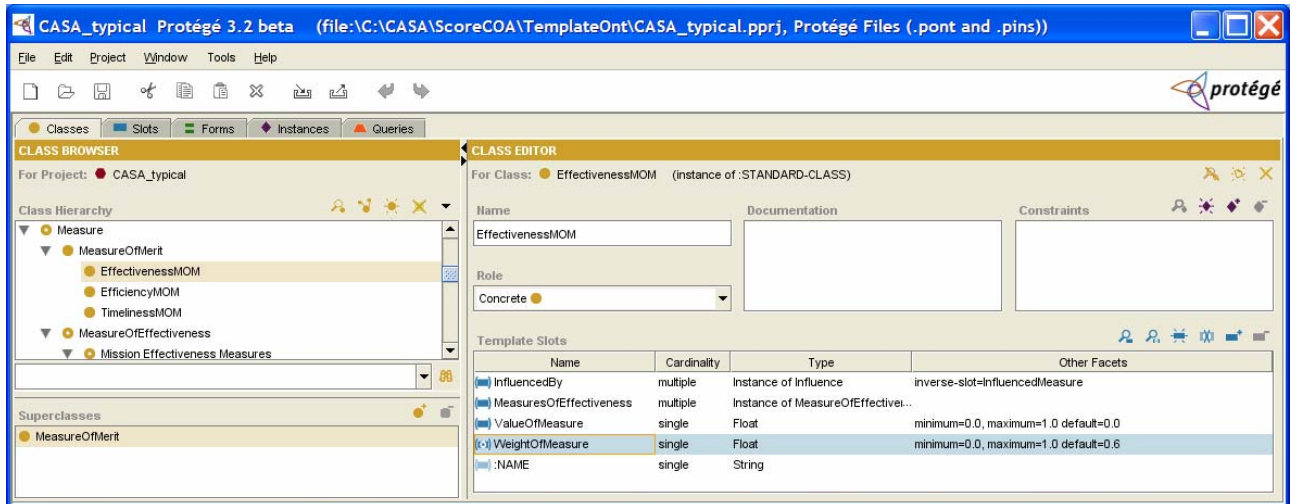 CASA_typical Protégé 3.2 beta (file:\C:\CASA\ScoreCOA\TemplateOnt\CASA_typical.pprj, Protégé Files (.pont and .pins))
File Edit Project Window Tools Help
protégé
Classes Slots Forms Instances Queries
CLASS BROWSER
For Project: CASA_typical
Class Hierarchy
Measure
MeasureOfMerit
EffectivenessMOM
EfficiencyMOM
TimelinessMOM
MeasureOfEffectiveness
Mission Effectiveness Measures
Superclasses
MeasureOfMerit
CLASS EDITOR
For Class: EffectivenessMOM (instance of :STANDARD-CLASS)
Name Documentation Constraints
EffectivenessMOM
Role
Concrete
Template Slots
Name Cardinality Type Other Facets
InfluencedBy multiple Instance of Influence inverse-slot=InfluencedMeasure
MeasuresOfEffectiveness multiple Instance of MeasureOfEffectivei...
ValueOfMeasure single Float minimum=0.0, maximum=1.0 default=0.0
WeightOfMeasure single Float minimum=0.0, maximum=1.0 default=0.6
:NAME single String